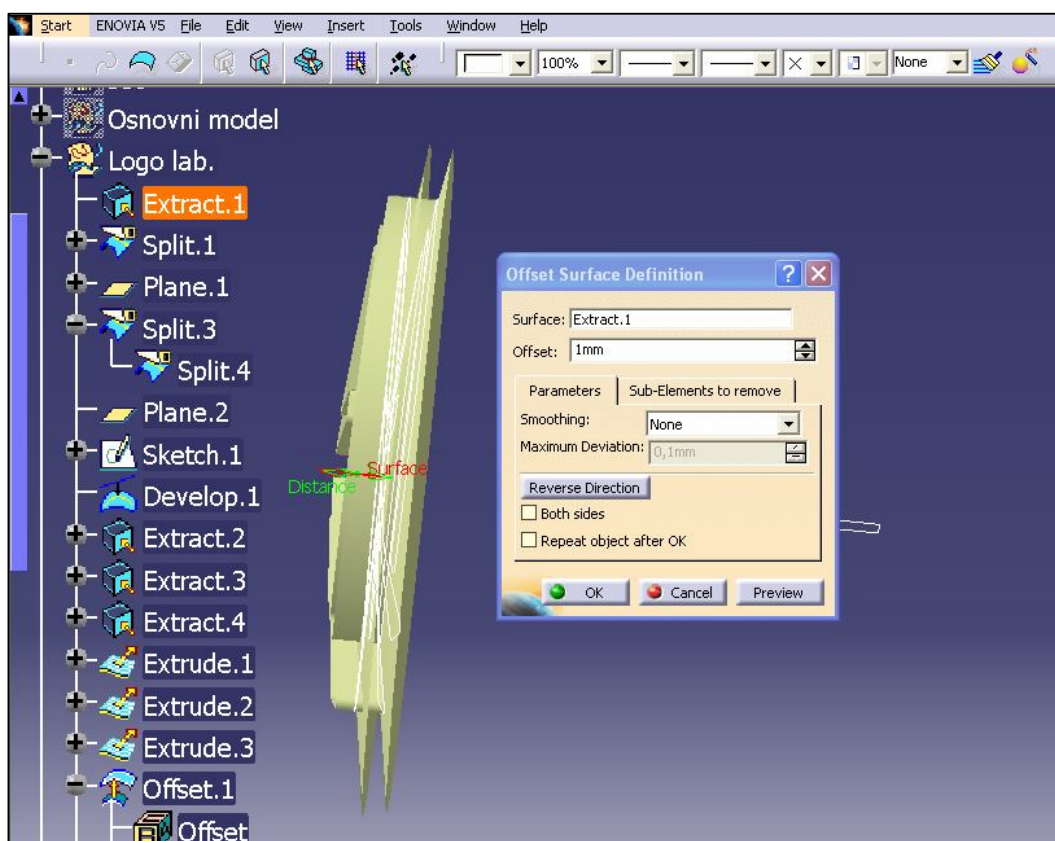 Start ENOVIA V5 File Edit View Insert Tools Window Help
100% None
Osnovni model
Logo lab.
Extract.1
Split.1
Plane.1
Split.3
Split.4
Plane.2
Sketch.1
Develop.1
Extract.2
Extract.3
Extract.4
Extrude.1
Extrude.2
Extrude.3
Offset.1
Offset
Surface
Distance
Offset Surface Definition
Surface: Extract.1
Offset: 1mm
Parameters Sub-Elements to remove
Smoothing: None
Maximum Deviation: 0,1mm
Reverse Direction
Both sides
Repeat object after OK
OK Cancel Preview